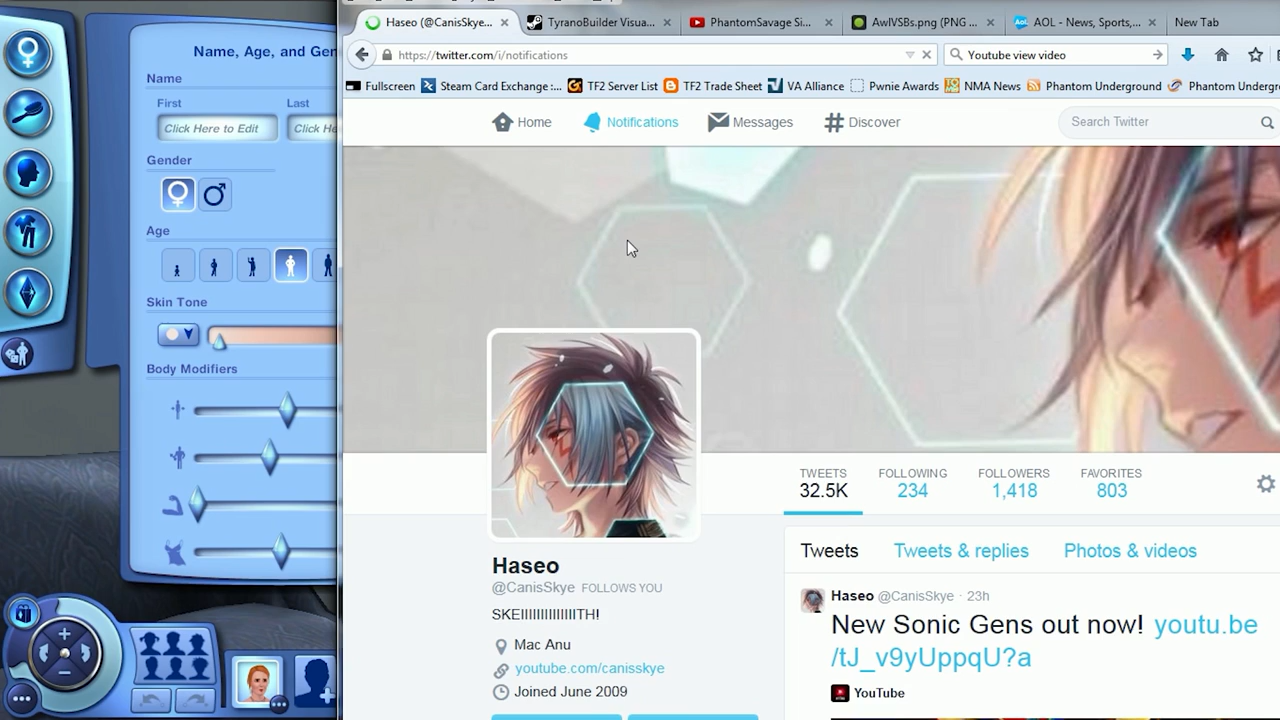 Name, Age, and Gen
Name
First Last
Click Here to Edit Click He
Gender
Age
Skin Tone
Body Modifiers
Haseo (@CanisSkye...
TyranoBuilder Visua...
PhantomSavage Si...
AwlVSBs.png (PNG ...
AOL - News, Sports,...
New Tab
https://twitter.com/i/notifications
Youtube view video
Fullscreen
Steam Card Exchange :...
TF2 Server List
TF2 Trade Sheet
VA Alliance
Pwnie Awards
NMA News
Phantom Underground
Phantom Undergro
Home
Notifications
Messages
Discover
Search Twitter
TWEETS
32.5K
FOLLOWING
234
FOLLOWERS
1,418
FAVORITES
803
Haseo
@CanisSkye FOLLOWS YOU
SKEIIIIIIIIIIIIIITH!
Mac Anu
youtube.com/canisskye
Joined June 2009
Tweets
Tweets & replies
Photos & videos
Haseo @CanisSkye · 23h
New Sonic Gens out now! youtu.be
/tJ_v9yUppqU?a
YouTube